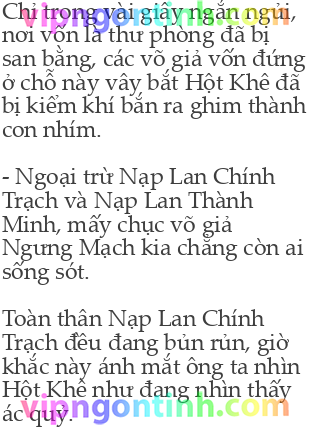 Chỉ trong vài giây ngắn ngủi,
nơi vốn là thư phòng đã bị
san bằng, các võ giả vốn đứng
ở chỗ này vây bắt Hột Khê đã
bị kiếm khí bắn ra ghim thành
con nhím.
- Ngoại trừ Nạp Lan Chính
Trạch và Nạp Lan Thành
Minh, mấy chục võ giả
Ngưng Mạch kia chẳng còn ai
sống sót.
Toàn thân Nạp Lan Chính
Trạch đều đang bủn rủn, giờ
khắc này ánh mắt ông ta nhìn
Hột Khê như đang nhìn thấy
ác quỷ.
vipngontinh.com
vipngontinh.com